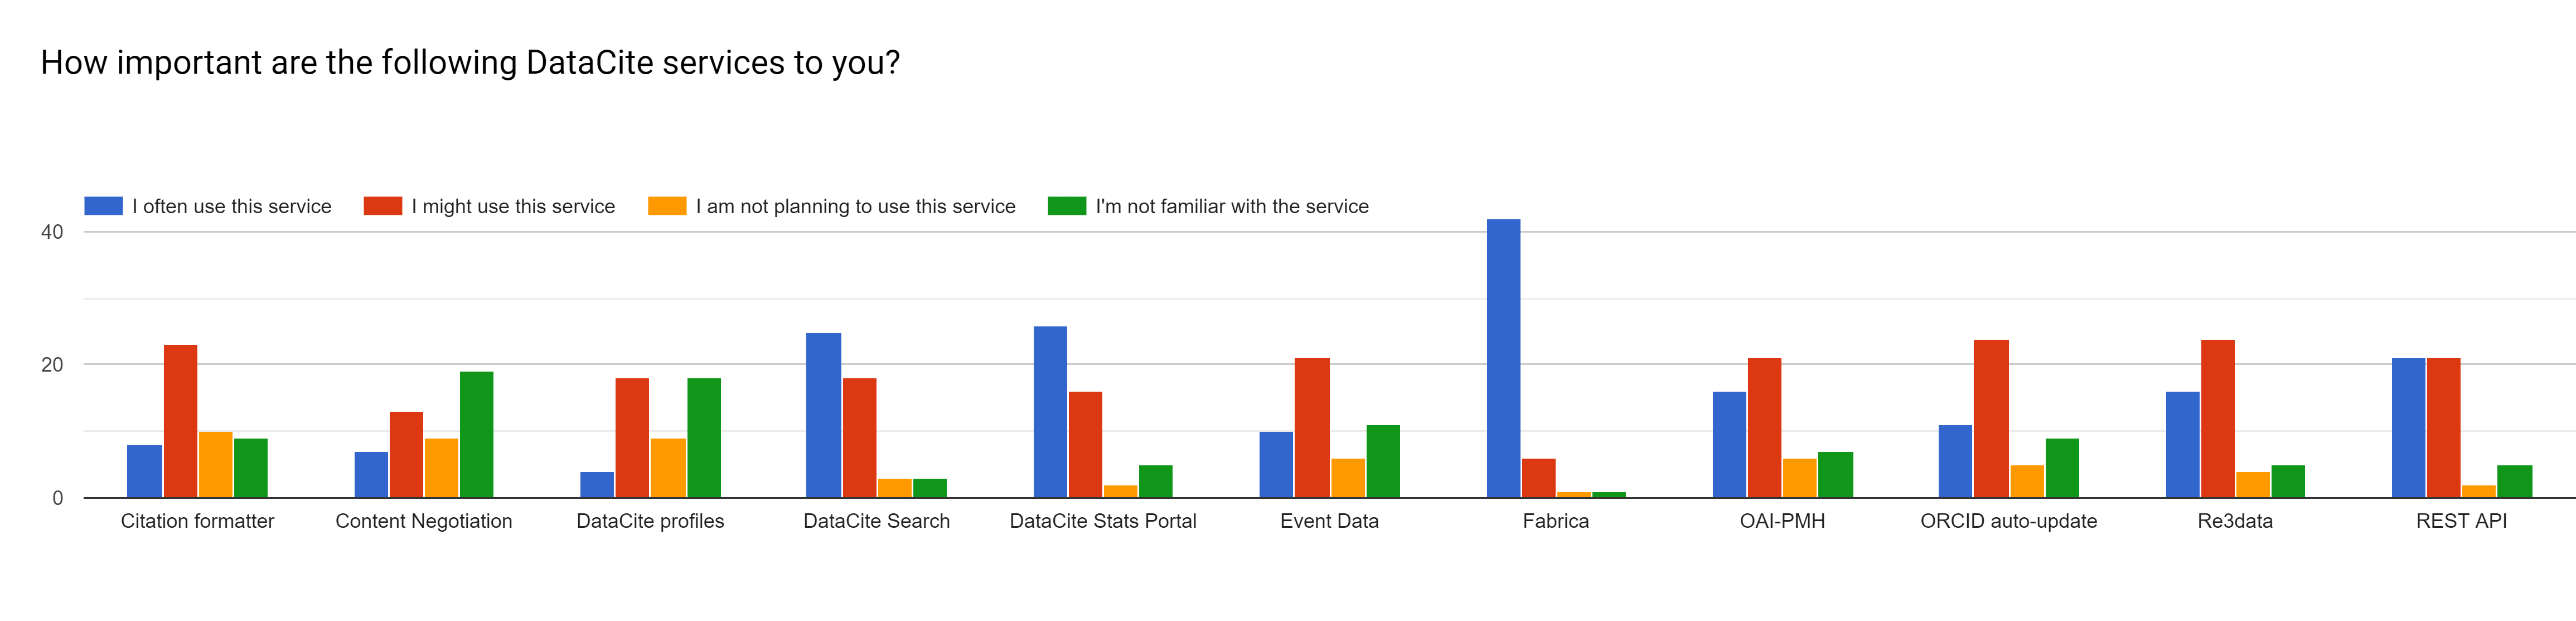 How important are the following DataCite services to you?
I often use this service I might use this service I am not planning to use this service I'm not familiar with the service
40
20
0
Citation formatter Content Negotiation DataCite profiles DataCite Search DataCite Stats Portal Event Data Fabrica OAI-PMH ORCID auto-update Re3data REST API